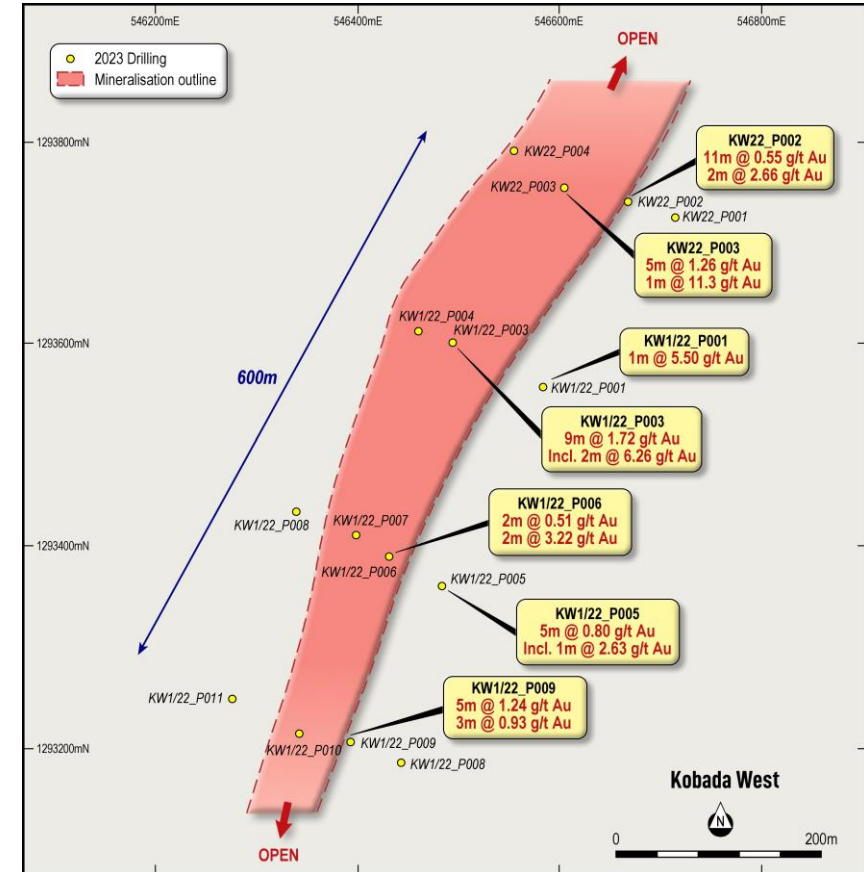 546200mE
546400mE
546600mE
546800mE
OPEN
2023 Drilling
Mineralisation outline
1293800mN
KW22_P004
KW22_P002
11m @ 0.55 g/t Au
2m @ 2.66 g/t Au
KW22_P003
KW22_P002
KW22_P001
KW22_P003
5m @ 1.26 g/t Au
1m @ 11.3 g/t Au
KW1/22_P004
KW1/22_P003
1293600mN
KW1/22_P001
1m @ 5.50 g/t Au
600m
KW1/22_P001
KW1/22_P003
9m @ 1.72 g/t Au
Incl. 2m @ 6.26 g/t Au
KW1/22_P008
KW1/22_P007
KW1/22_P006
2m @ 0.51 g/t Au
2m @ 3.22 g/t Au
1293400mN
KW1/22_P006
KW1/22_P005
KW1/22_P005
5m @ 0.80 g/t Au
Incl. 1m @ 2.63 g/t Au
KW1/22_P011
KW1/22_P009
5m @ 1.24 g/t Au
3m @ 0.93 g/t Au
1293200mN
KW1/22_P010
KW1/22_P009
KW1/22_P008
Kobada West
N
0
200m
OPEN